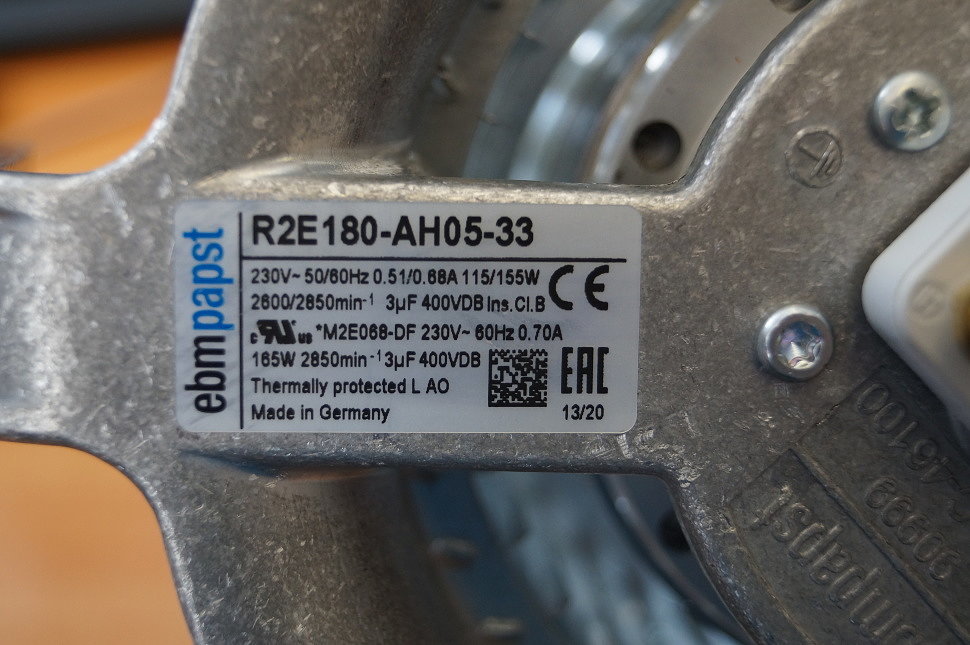 ebmpapst
R2E180-AH05-33
230V~ 50/60Hz 0.51/0.68A 115/155W
2600/2850min-1 3µF 400VDB Ins.Cl.B
CE
c RU us *M2E068-DF 230V~ 60Hz 0.70A
165W 2850min-1 3µF 400VDB
Thermally protected L AO
Made in Germany
EAC
13/20